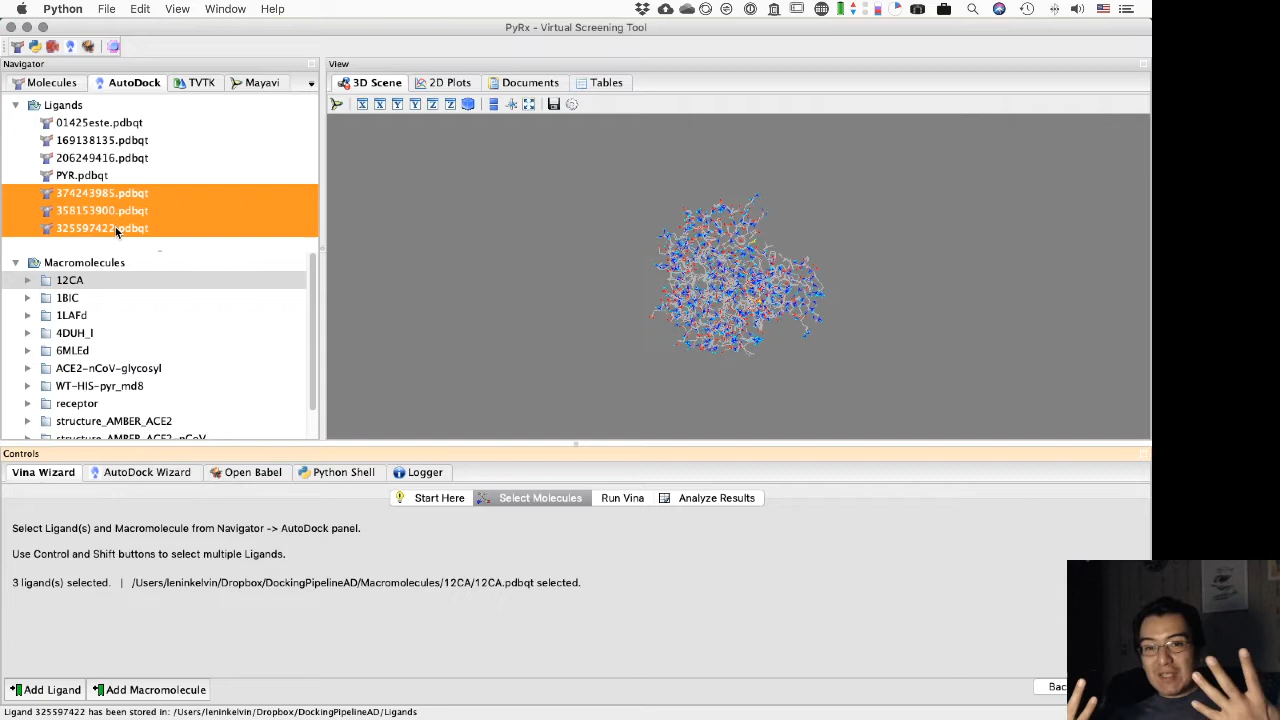 Python File Edit View Window Help
PyRx - Virtual Screening Tool
Navigator
View
Molecules AutoDock TVTK Mayavi
3D Scene 2D Plots Documents Tables
Ligands
01425este.pdbqt
169138135.pdbqt
206249416.pdbqt
PYR.pdbqt
374243985.pdbqt
358153900.pdbqt
325597422.pdbqt
Macromolecules
12CA
1BIC
1LAFd
4DUH_l
6MLEd
ACE2-nCoV-glycosyl
WT-HIS-pyr_md8
receptor
structure_AMBER_ACE2
structure_AMBER_ACE2-nCoV
Controls
Vina Wizard AutoDock Wizard Open Babel Python Shell Logger
Start Here Select Molecules Run Vina Analyze Results
Select Ligand(s) and Macromolecule from Navigator -> AutoDock panel.
Use Control and Shift buttons to select multiple Ligands.
3 ligand(s) selected. | /Users/leninkelvin/Dropbox/DockingPipelineAD/Macromolecules/12CA/12CA.pdbqt selected.
Add Ligand Add Macromolecule
Bac
Ligand 325597422 has been stored in: /Users/leninkelvin/Dropbox/DockingPipelineAD/Ligands